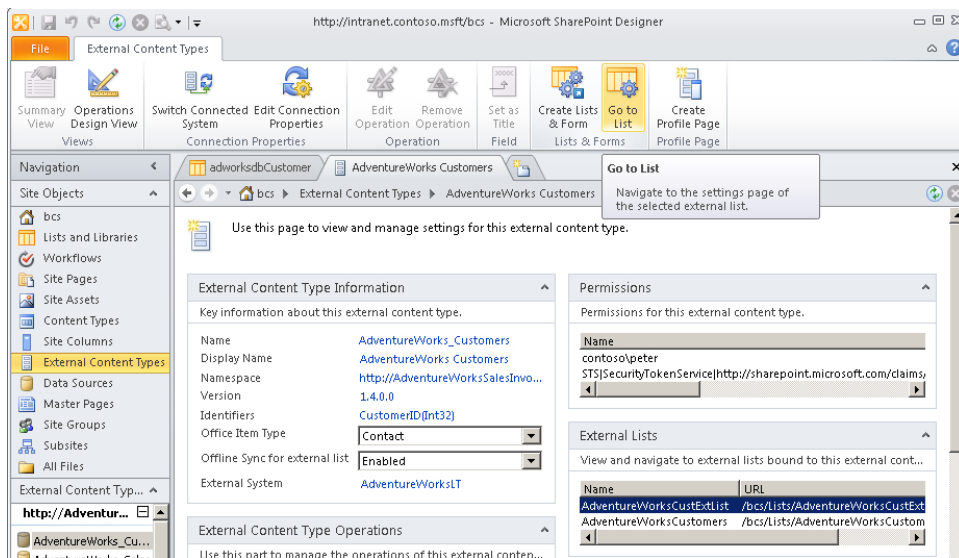 http://intranet.contoso.msft/bcs - Microsoft SharePoint Designer
File
External Content Types
Summary View
Operations Design View
Switch Connected System
Edit Connection Properties
Edit Operation
Remove Operation
Set as Title
Create Lists & Form
Go to List
Create Profile Page
Views
Connection Properties
Operation
Field
Lists & Forms
Profile Page
Navigation
adworksdbCustomer
AdventureWorks Customers
Go to List
Navigate to the settings page of
the selected external list.
Site Objects
bcs
External Content Types
AdventureWorks Customers
bcs
Lists and Libraries
Workflows
Site Pages
Site Assets
Content Types
Site Columns
External Content Types
Data Sources
Master Pages
Site Groups
Subsites
All Files
External Content Typ...
http://Adventur...
AdventureWorks_Cu...
Use this page to view and manage settings for this external content type.
External Content Type Information
Key information about this external content type.
Name AdventureWorks_Customers
Display Name AdventureWorks Customers
Namespace http://AdventureWorksSalesInvo...
Version 1.4.0.0
Identifiers CustomerID(Int32)
Office Item Type Contact
Offline Sync for external list Enabled
External System AdventureWorksLT
External Content Type Operations
Use this part to manage the operations of this external conten...
Permissions
Permissions for this external content type.
Name
contoso\peter
STS|SecurityTokenService|http://sharepoint.microsoft.com/claims/
External Lists
View and navigate to external lists bound to this external cont...
Name URL
AdventureWorksCustExtList /bcs/Lists/AdventureWorksCustExt
AdventureWorksCustomers /bcs/Lists/AdventureWorksCustom